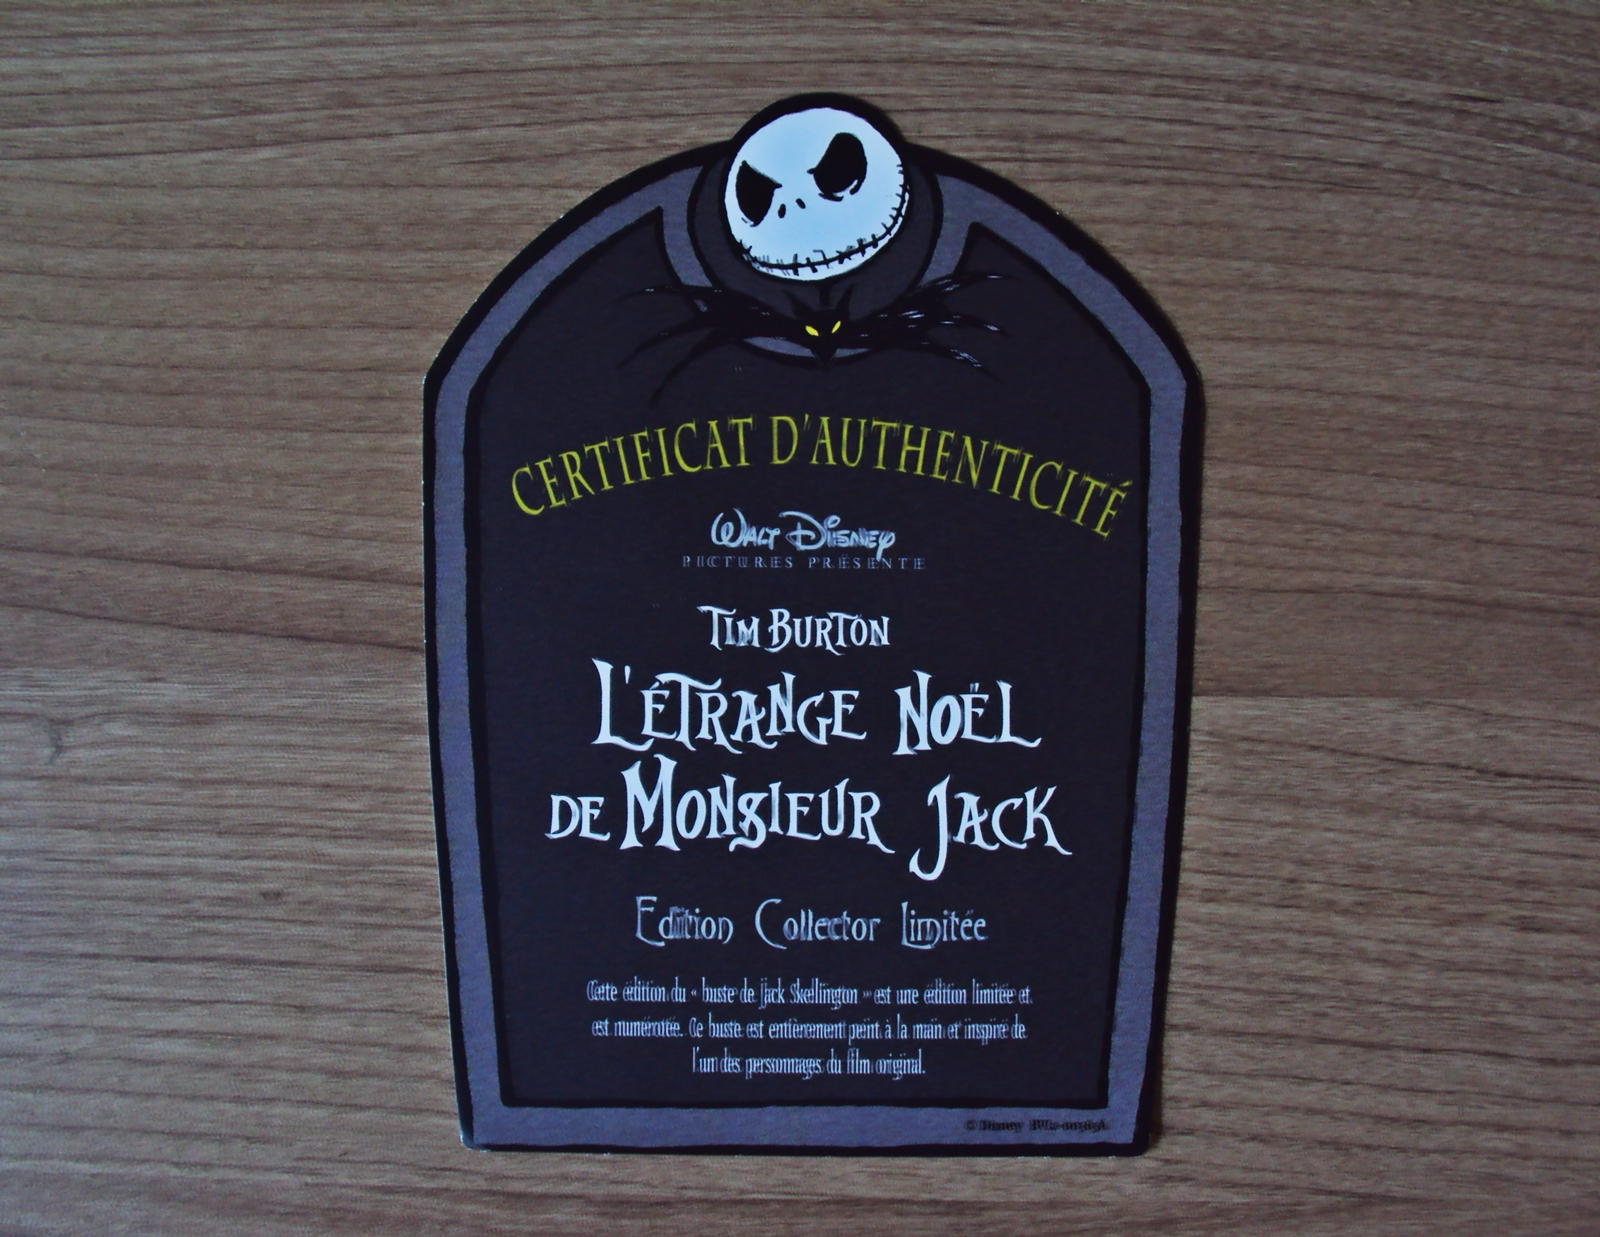 CERTIFICAT D'AUTHENTICITÉ
WALT DISNEY
PICTURES PRÉSENTE
TIM BURTON
L'ÉTRANGE NOËL
DE MONSIEUR JACK
Edition Collector Limitée
Cette édition du « buste de Jack Skellington » est une édition limitée et
est numérotée. Ce buste est entièrement peint à la main et inspiré de
l'un des personnages du film original.
© Disney